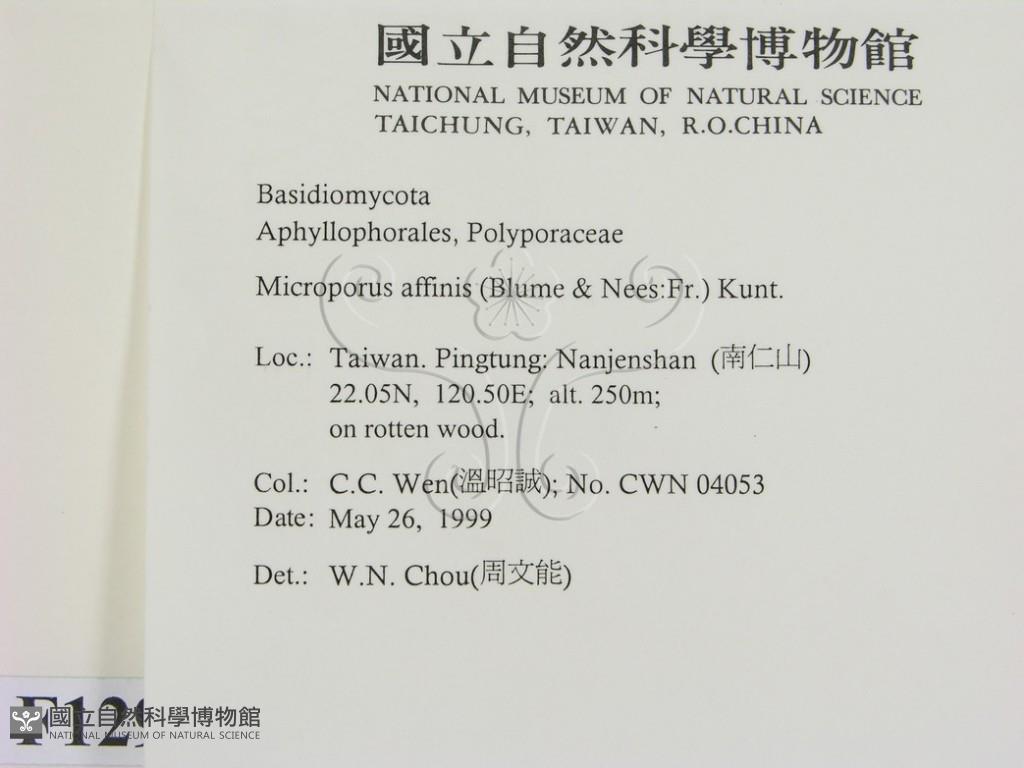 國立自然科學博物館
NATIONAL MUSEUM OF NATURAL SCIENCE
TAICHUNG, TAIWAN, R.O.CHINA
Basidiomycota
Aphyllophorales, Polyporaceae
Microporus affinis (Blume & Nees:Fr.) Kunt.
Loc.: Taiwan. Pingtung: Nanjenshan (南仁山)
22.05N, 120.50E; alt. 250m;
on rotten wood.
Col.: C.C. Wen(溫昭誠); No. CWN 04053
Date: May 26, 1999
Det.: W.N. Chou(周文能)
F129
國立自然科學博物館
NATIONAL MUSEUM OF NATURAL SCIENCE